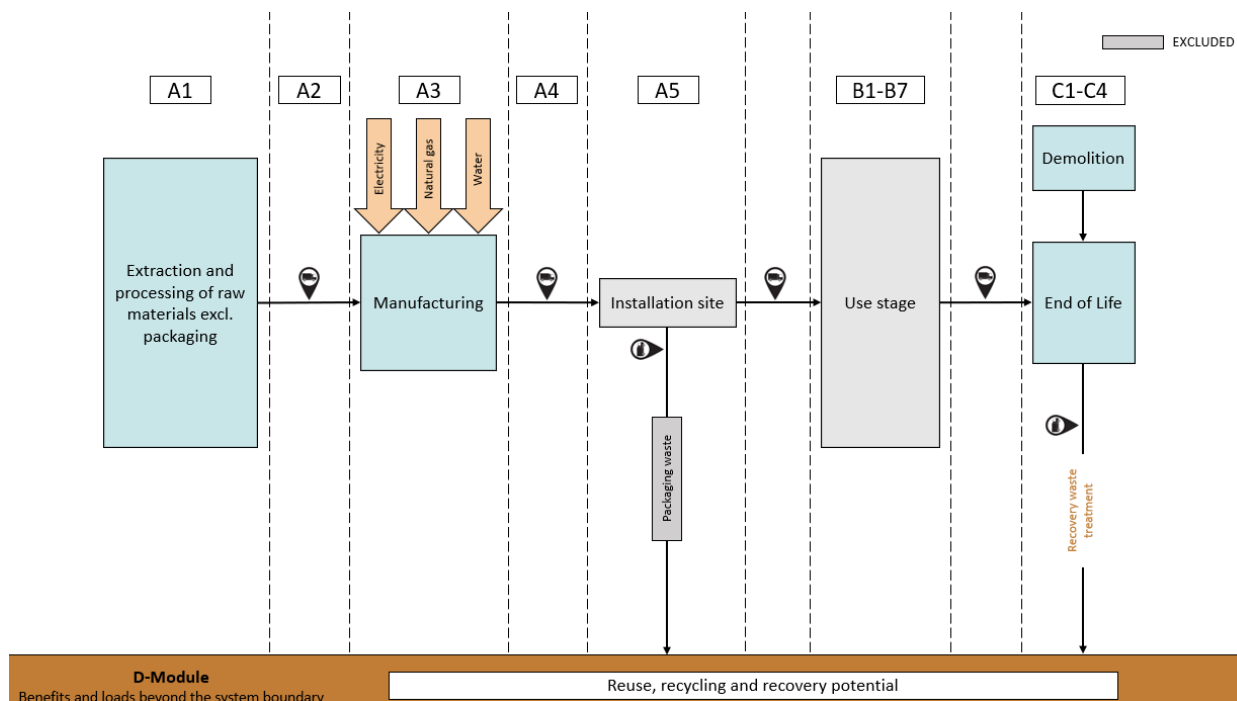 EXCLUDED
A1
A2
A3
A4
A5
B1-B7
C1-C4
Electricity
Natural gas
Water
Demolition
Extraction and
processing of raw
materials excl.
packaging
Manufacturing
Installation site
Use stage
End of Life
Packaging waste
Recovery waste
treatment
D-Module
Benefits and loads beyond the system boundary
Reuse, recycling and recovery potential